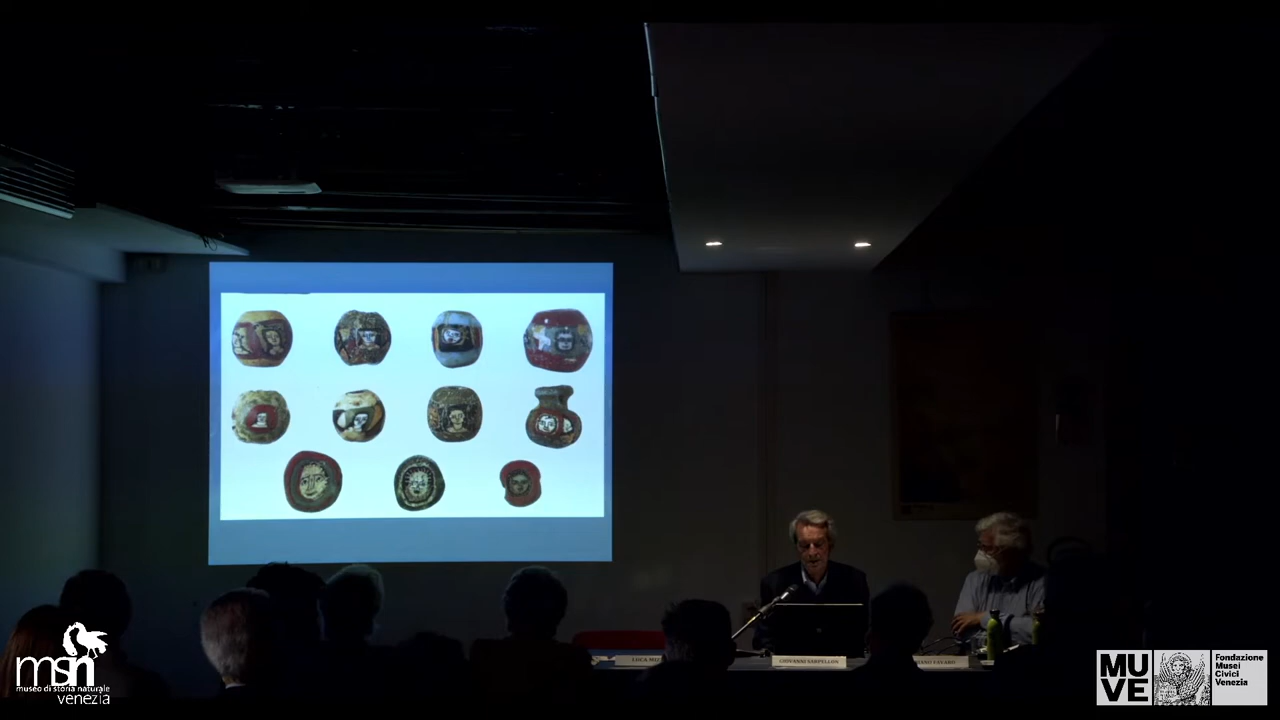 msn
museo di storia naturale
venezia
GIOVANNI SARPELLON
MU
VE
Fondazione
Musei
Civici
Venezia